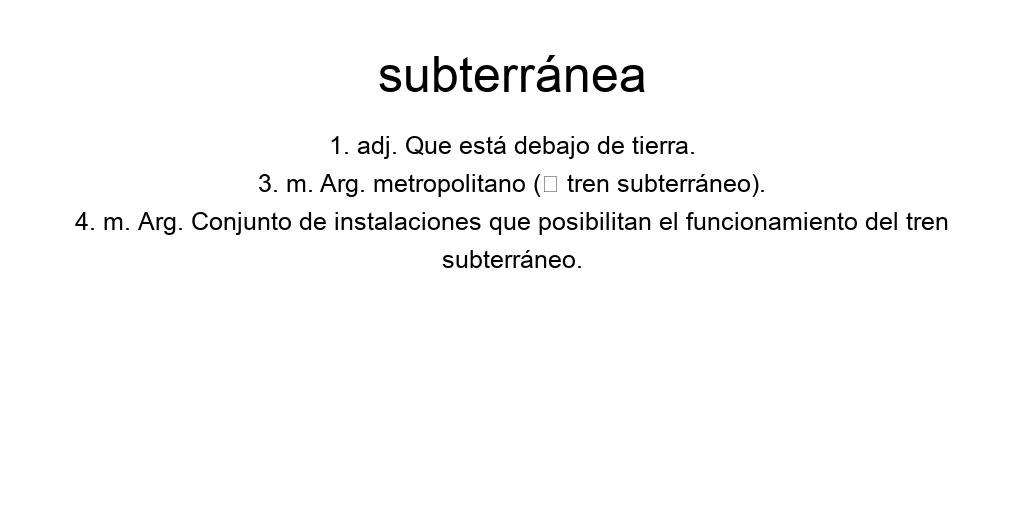 subterránea
1. adj. Que está debajo de tierra.
3. m. Arg. metropolitano (□ tren subterráneo).
4. m. Arg. Conjunto de instalaciones que posibilitan el funcionamiento del tren
subterráneo.